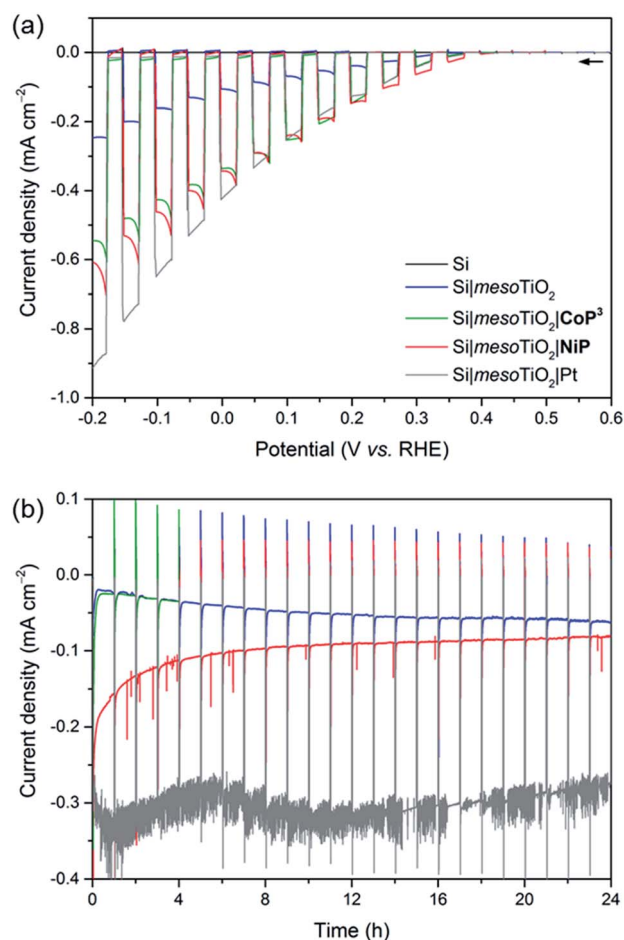 (a)
0.0
-0.2
-0.4
-0.6
-0.8
-1.0
Current density (mA cm⁻²)
Si
Si|mesoTiO₂
Si|mesoTiO₂|CoP³
Si|mesoTiO₂|NiP
Si|mesoTiO₂|Pt
-0.2 -0.1 0.0 0.1 0.2 0.3 0.4 0.5 0.6
Potential (V vs. RHE)
(b)
0.1
0.0
-0.1
-0.2
-0.3
-0.4
Current density (mA cm⁻²)
0 4 8 12 16 20 24
Time (h)